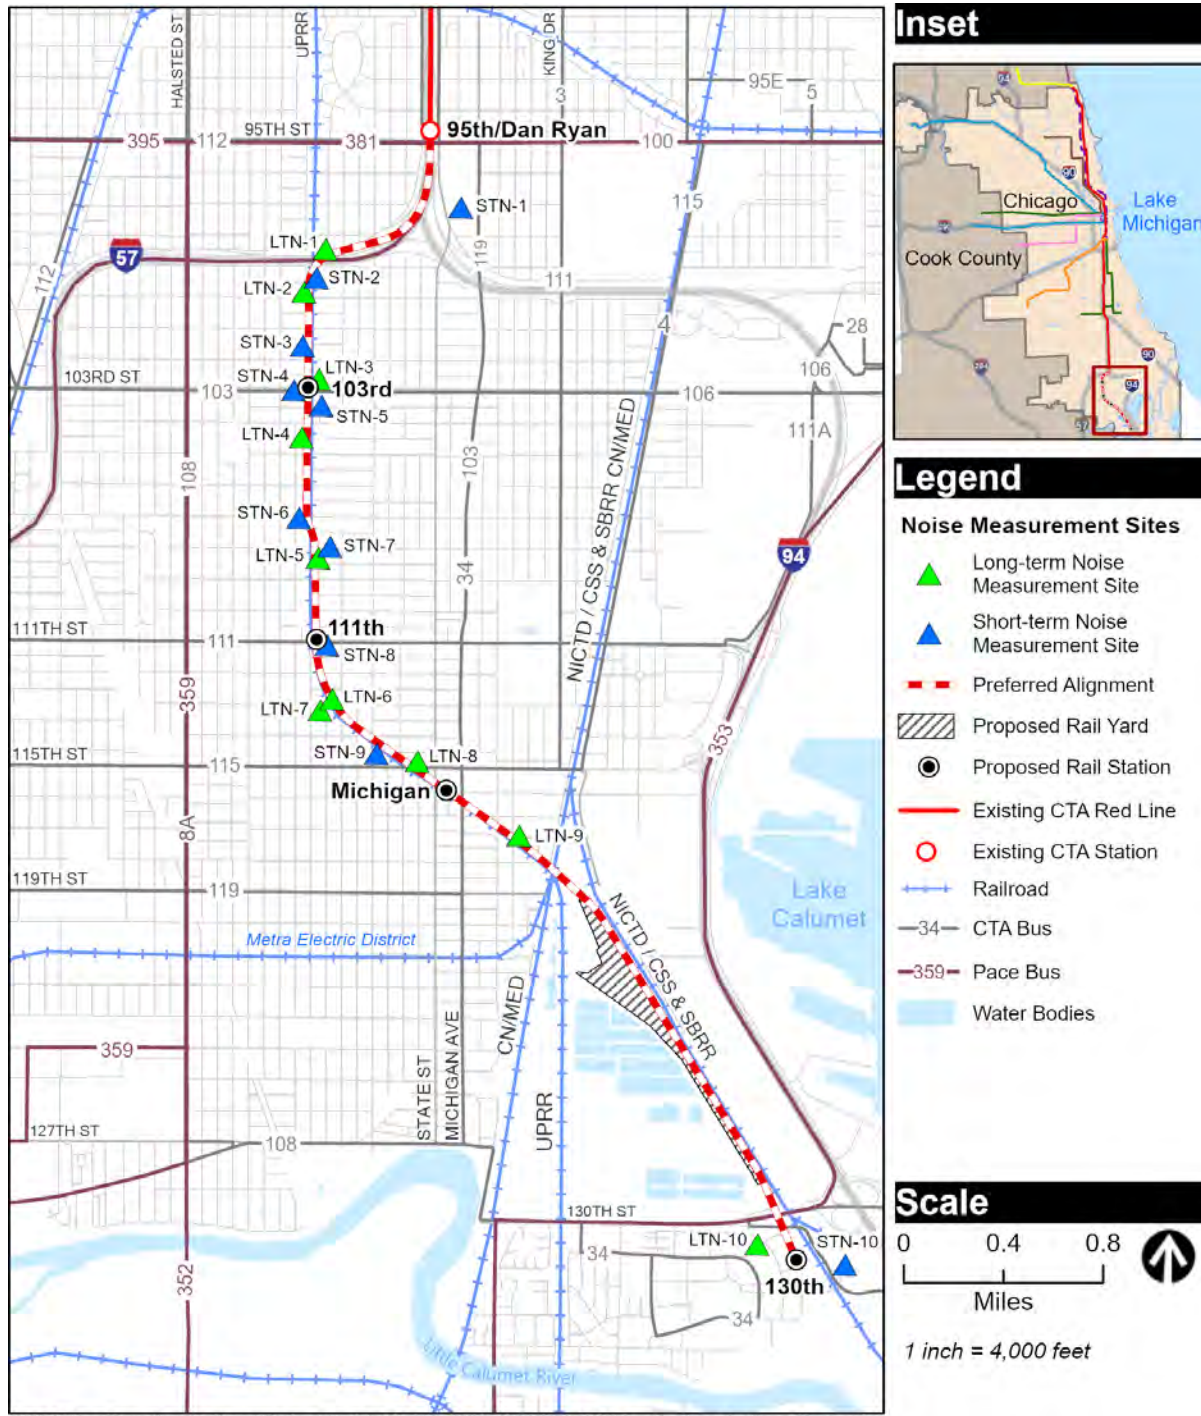 HALSTED ST
UPRR
KING DR
3
95E
5
95TH ST
95th/Dan Ryan
395
112
381
100
STN-1
115
119
LTN-1
57
112
STN-2
LTN-2
111
4
28
STN-3
LTN-3
STN-4
103RD ST
103
103rd
106
106
STN-5
111A
LTN-4
103
108
NICTD / CSS & SBRR CN/MED
STN-6
STN-7
LTN-5
94
34
111TH ST
111
111th
STN-8
359
LTN-6
LTN-7
353
STN-9
LTN-8
115TH ST
115
Michigan
8A
LTN-9
119TH ST
119
Lake
Calumet
NICTD / CSS & SBRR
Metra Electric District
CN/MED
359
STATE ST
MICHIGAN AVE
UPRR
127TH ST
108
130TH ST
LTN-10
STN-10
34
130th
352
34
Little Calumet River
Inset
94
90
Chicago
Lake
Michigan
Cook County
90
94
57
Legend
Noise Measurement Sites
Long-term Noise
Measurement Site
Short-term Noise
Measurement Site
Preferred Alignment
Proposed Rail Yard
Proposed Rail Station
Existing CTA Red Line
Existing CTA Station
Railroad
34 CTA Bus
359 Pace Bus
Water Bodies
Scale
0 0.4 0.8
Miles
1 inch = 4,000 feet